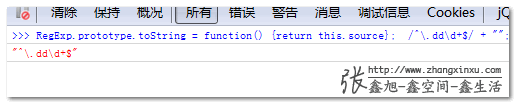 清除 保持 概况 所有 错误 警告 消息 调试信息 Cookies jQ
>>> RegExp.prototype.toString = function() {return this.source}; /^\.dd\d+$/ + "";
"^\.dd\d+$"
张 http://www.zhangxinxu.com
鑫旭-鑫空间-鑫生活